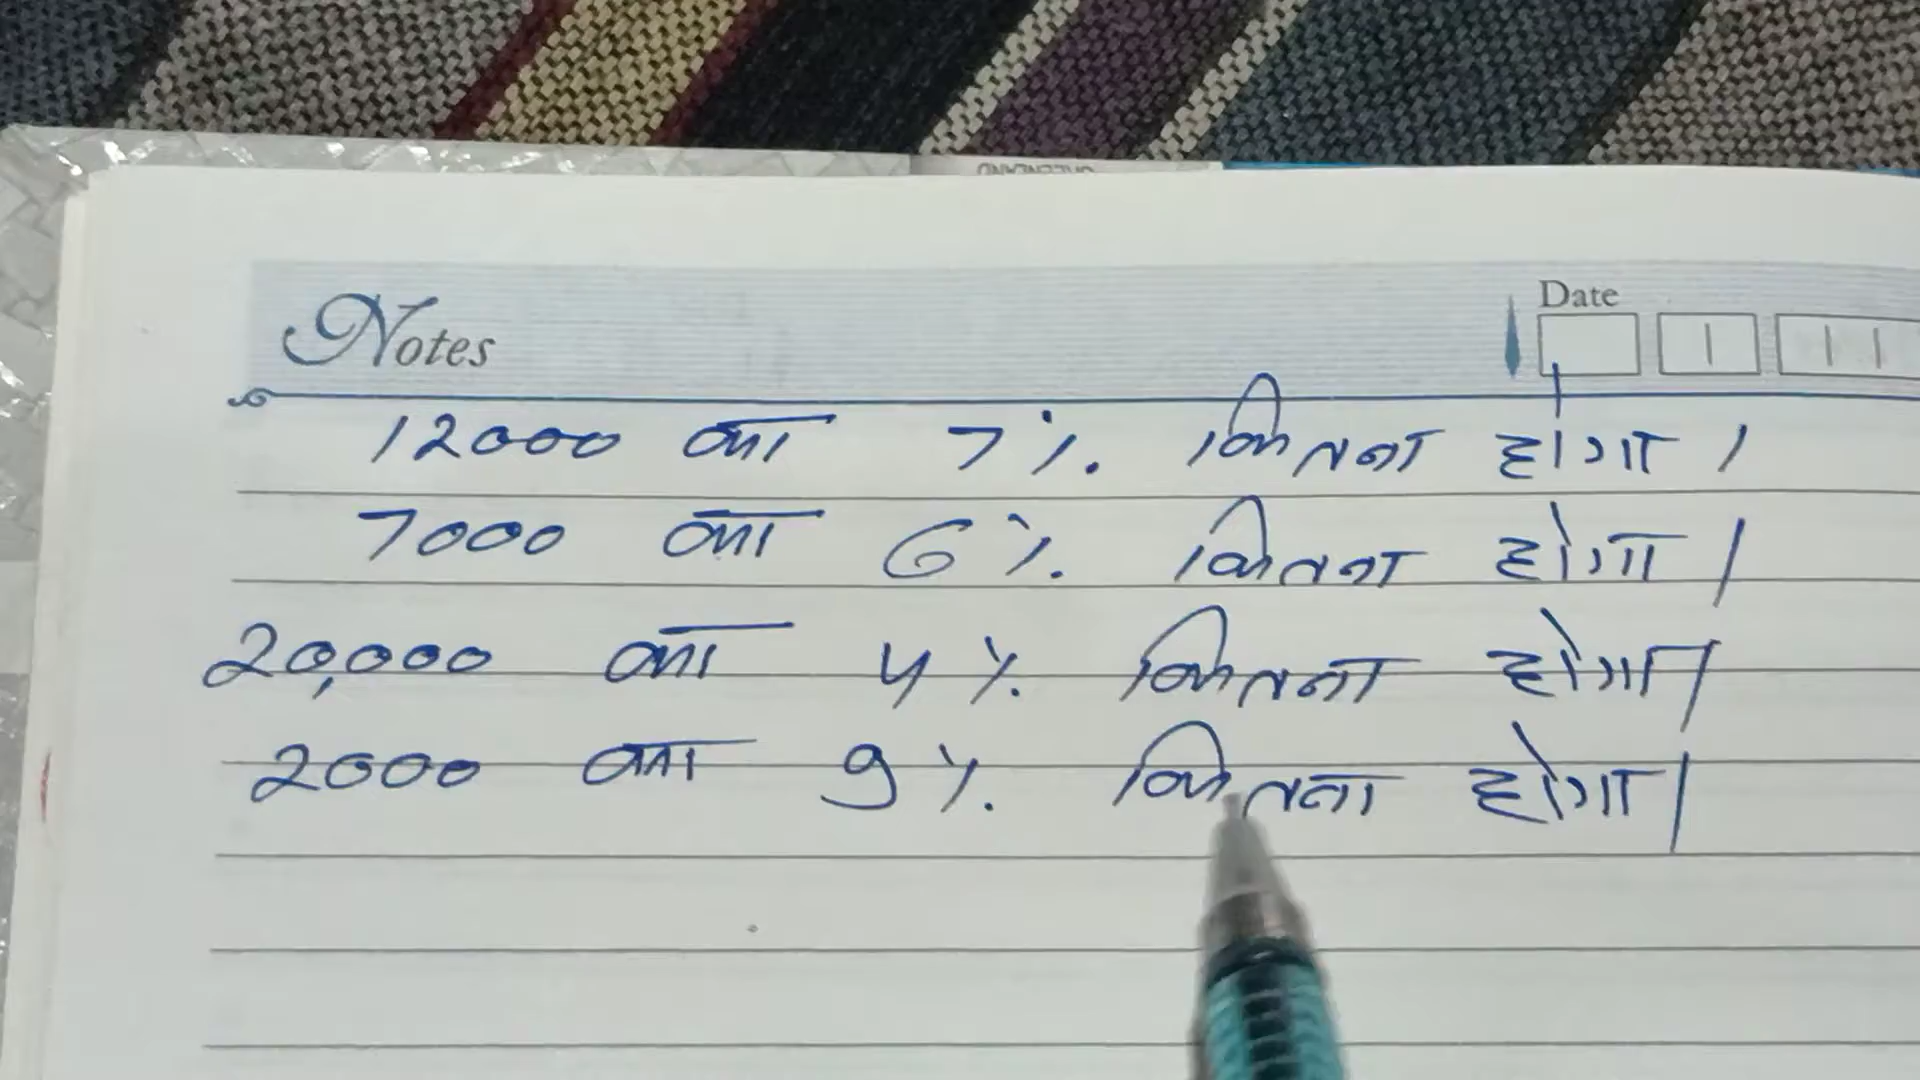 Notes
Date
12000 का 7%. कितना होगा।
7000 का 6%. कितना होगा।
20,000 का 4%. कितना होगा।
2000 का 9%. कितना होगा।